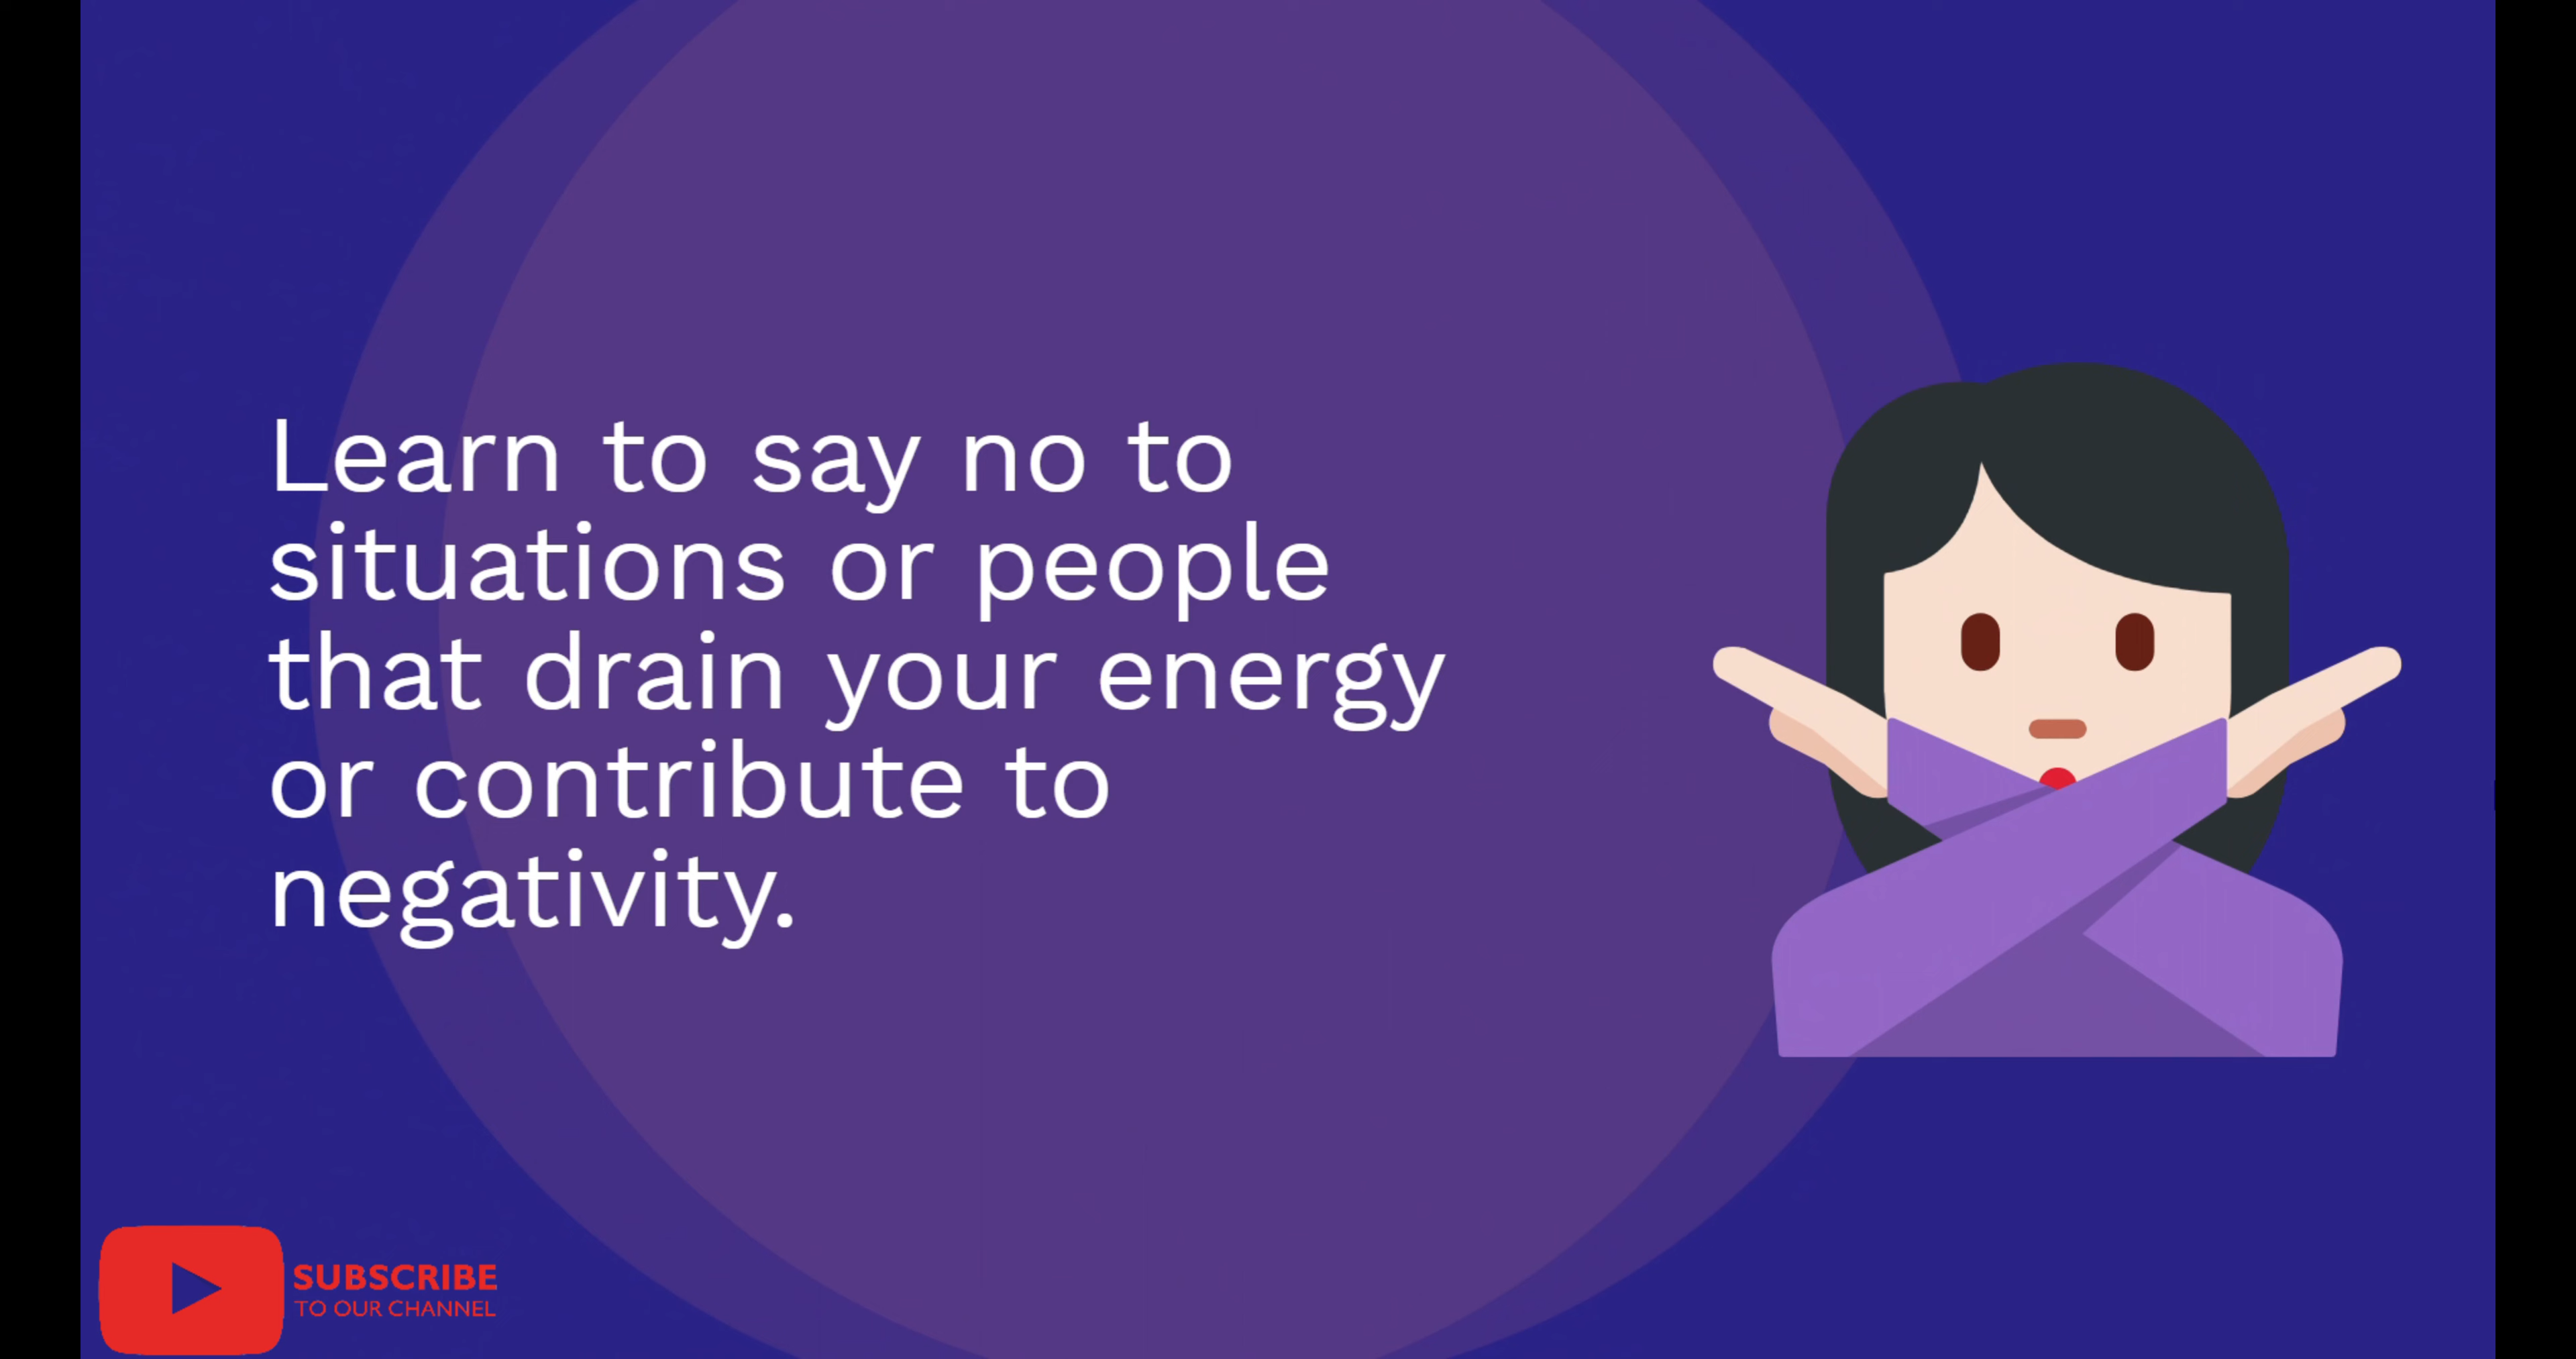 Learn to say no to
situations or people
that drain your energy
or contribute to
negativity.
SUBSCRIBE
TO OUR CHANNEL